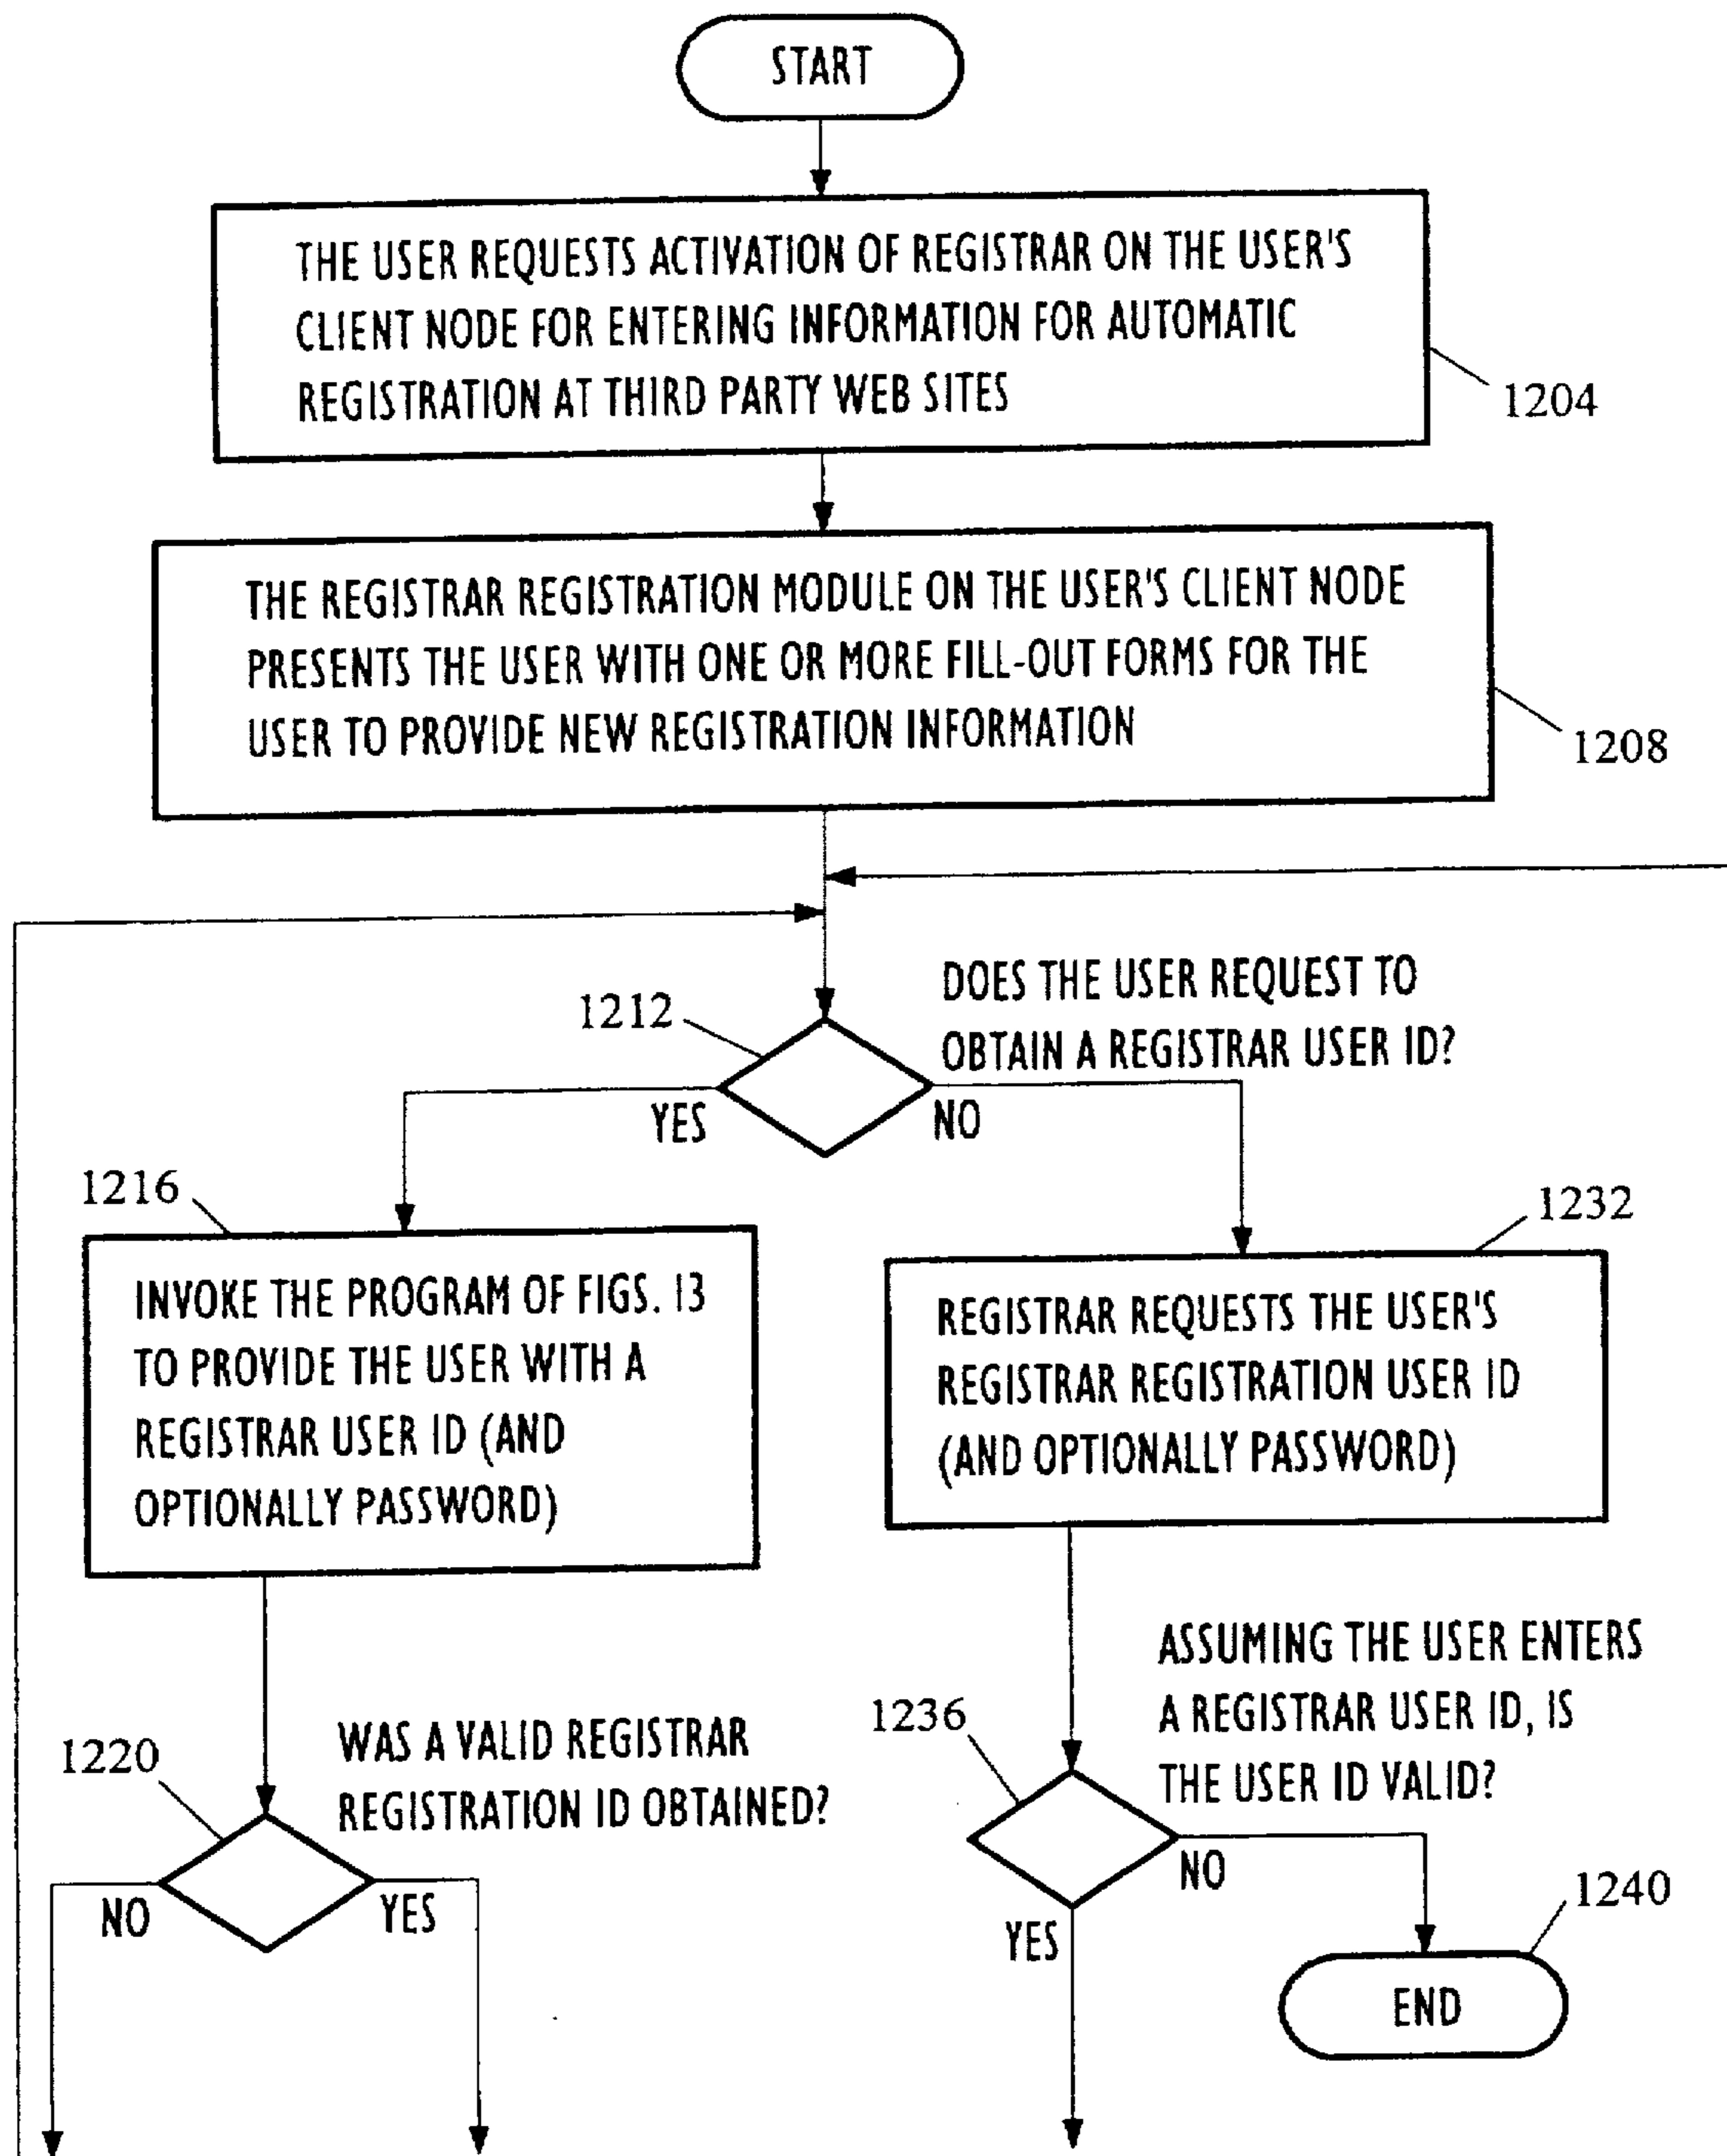 START
THE USER REQUESTS ACTIVATION OF REGISTRAR ON THE USER'S
CLIENT NODE FOR ENTERING INFORMATION FOR AUTOMATIC
REGISTRATION AT THIRD PARTY WEB SITES
1204
THE REGISTRAR REGISTRATION MODULE ON THE USER'S CLIENT NODE
PRESENTS THE USER WITH ONE OR MORE FILL-OUT FORMS FOR THE
USER TO PROVIDE NEW REGISTRATION INFORMATION
1208
1212
DOES THE USER REQUEST TO
OBTAIN A REGISTRAR USER ID?
YES
NO
1216
INVOKE THE PROGRAM OF FIGS. 13
TO PROVIDE THE USER WITH A
REGISTRAR USER ID (AND
OPTIONALLY PASSWORD)
1232
REGISTRAR REQUESTS THE USER'S
REGISTRAR REGISTRATION USER ID
(AND OPTIONALLY PASSWORD)
1220
WAS A VALID REGISTRAR
REGISTRATION ID OBTAINED?
NO
YES
1236
ASSUMING THE USER ENTERS
A REGISTRAR USER ID, IS
THE USER ID VALID?
NO
YES
1240
END